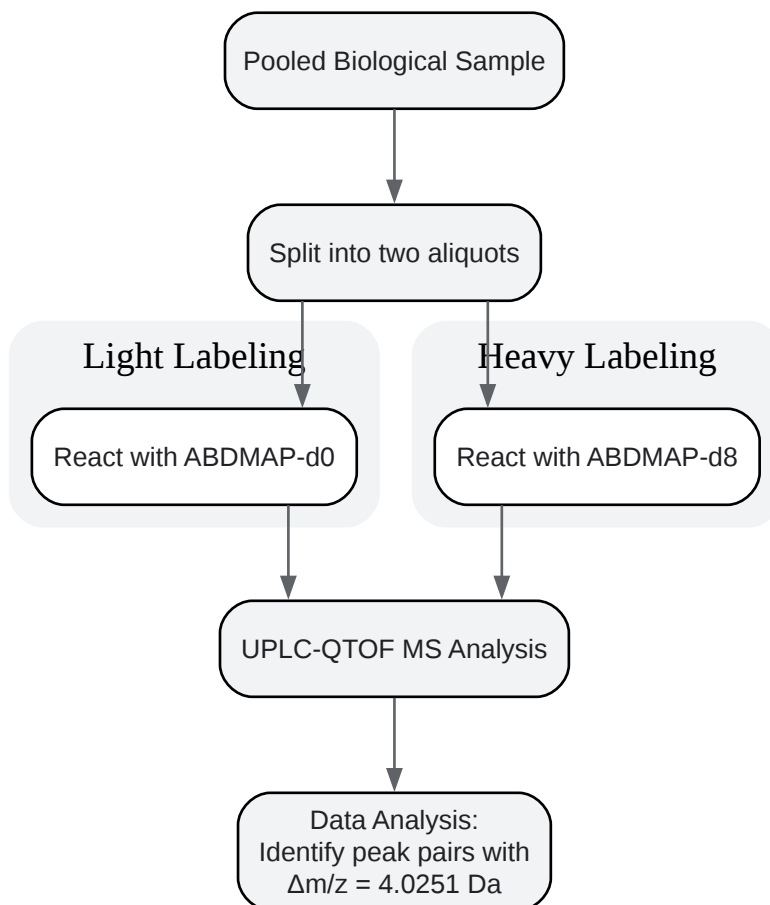 Pooled Biological Sample
Split into two aliquots
Light Labeling
Heavy Labeling
React with ABDMAP-d0
React with ABDMAP-d8
UPLC-QTOF MS Analysis
Data Analysis:
Identify peak pairs with
Δm/z = 4.0251 Da